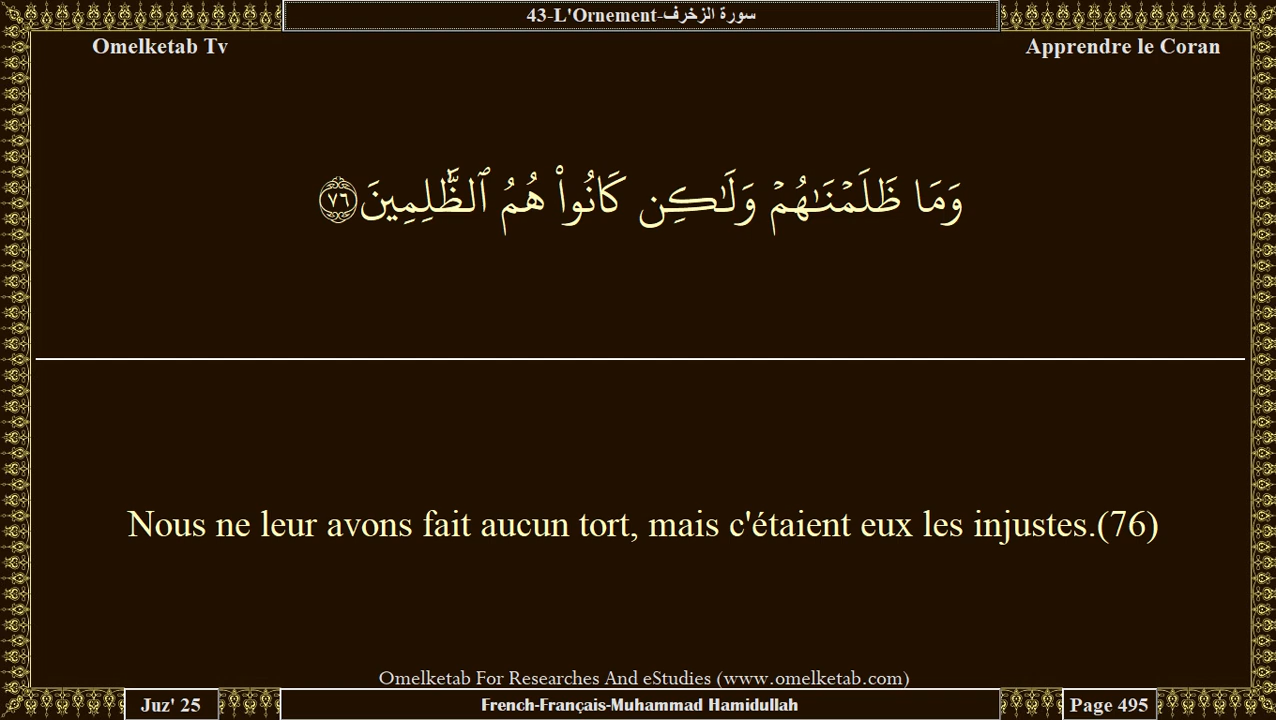 43-L'Ornement-سورة الزخرف
Omelketab Tv
Apprendre le Coran
وَمَا ظَلَمۡنَٰهُمۡ وَلَٰكِن كَانُواْ هُمُ ٱلظَّٰلِمِينَ ٧٦
Nous ne leur avons fait aucun tort, mais c'étaient eux les injustes.(76)
Omelketab For Researches And eStudies (www.omelketab.com)
Juz' 25
French-Français-Muhammad Hamidullah
Page 495